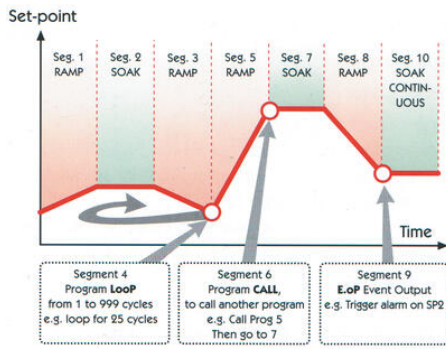 Set-point
Seg. 1
RAMP
Seg. 2
SOAK
Seg. 3
RAMP
Seg. 5
RAMP
Seg. 7
SOAK
Seg. 8
RAMP
Seg. 10
SOAK
CONTIN-
UOUS
Time
Segment 4
Program LooP
from 1 to 999 cycles
e.g. loop for 25 cycles
Segment 6
Program CALL,
to call another program
e.g. Call Prog 5
Then go to 7
Segment 9
E.oP Event Output
e.g. Trigger alarm on SP2